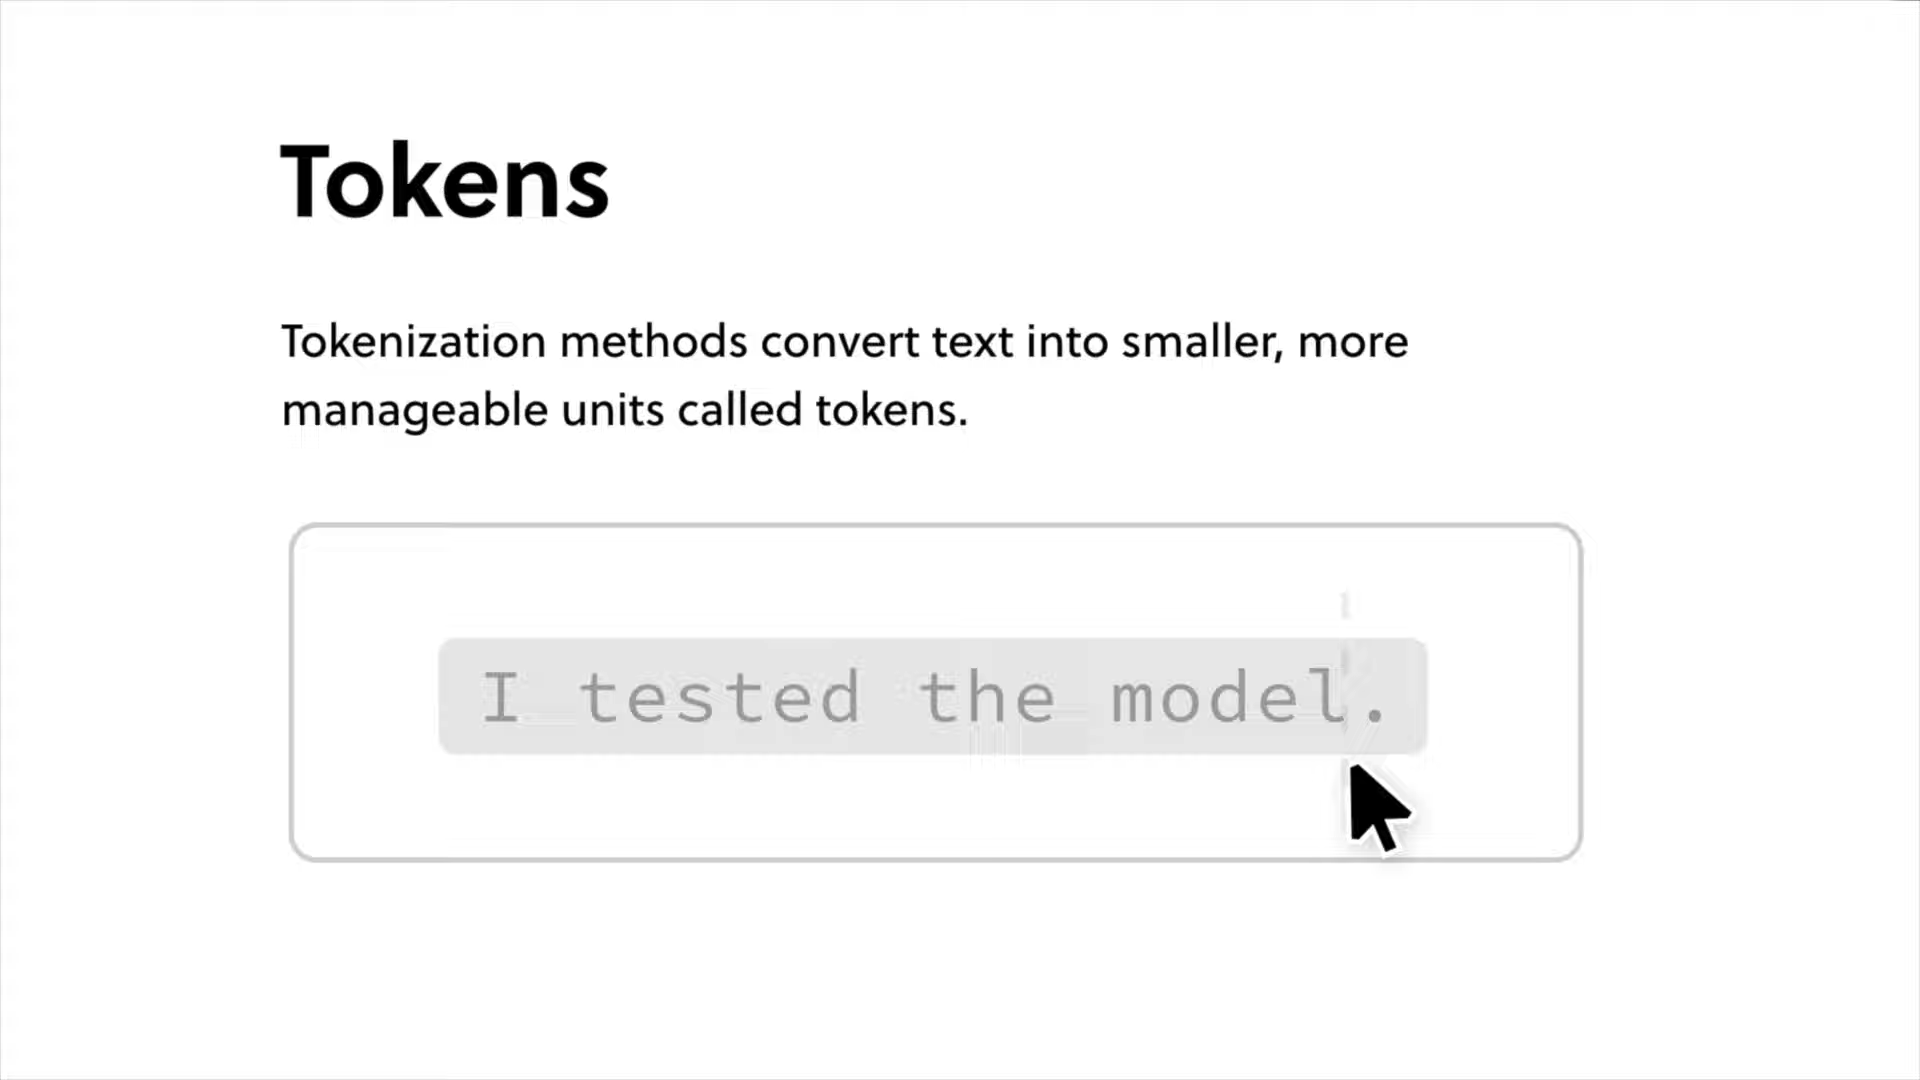 Tokens
Tokenization methods convert text into smaller, more
manageable units called tokens.
I tested the model.